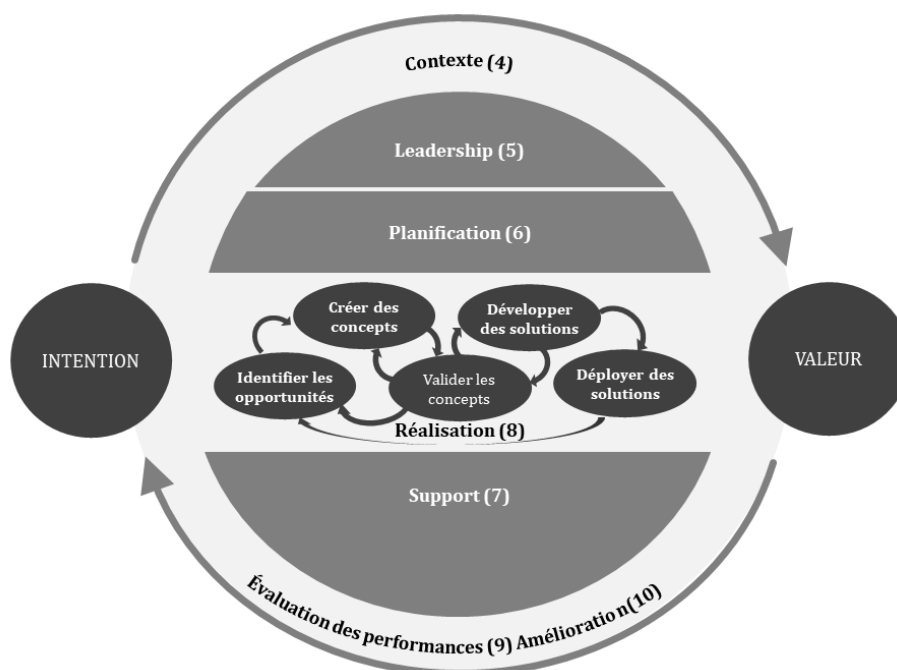 Contexte (4)
Leadership (5)
Planification (6)
INTENTION
Créer des
concepts
Développer
des solutions
VALEUR
Identifier les
opportunités
Valider les
concepts
Déployer des
solutions
Réalisation (8)
Support (7)
Évaluation des performances (9) Amélioration(10)